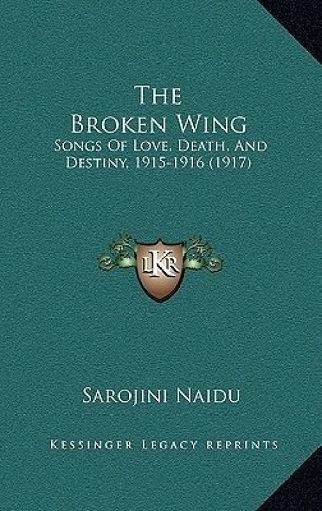 The
Broken Wing
Songs Of Love, Death, And
Destiny, 1915-1916 (1917)
LKR
Sarojini Naidu
Kessinger Legacy reprints